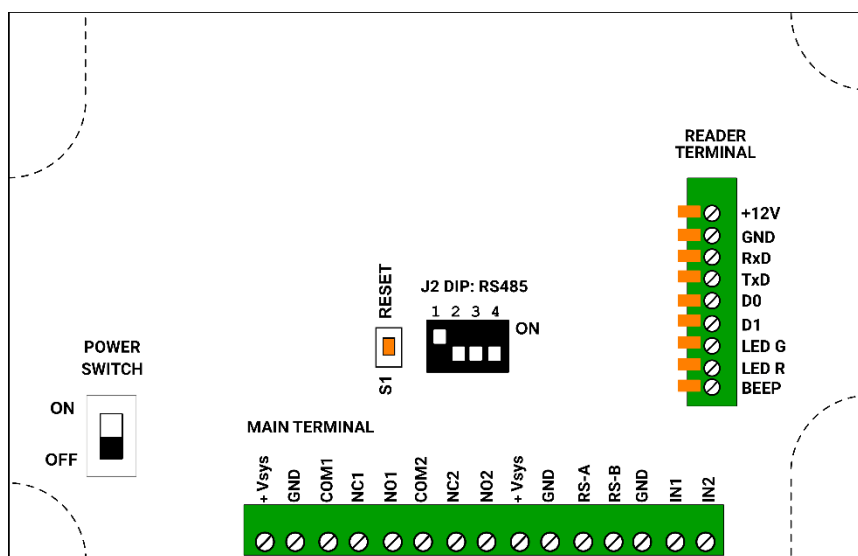 READER
TERMINAL
+12V
GND
RxD
TxD
D0
D1
LED G
LED R
BEEP
J2 DIP: RS485
1 2 3 4
ON
RESET
S1
POWER
SWITCH
ON
OFF
MAIN TERMINAL
+ Vsys
GND
COM1
NC1
NO1
COM2
NC2
NO2
+ Vsys
GND
RS-A
RS-B
GND
IN1
IN2